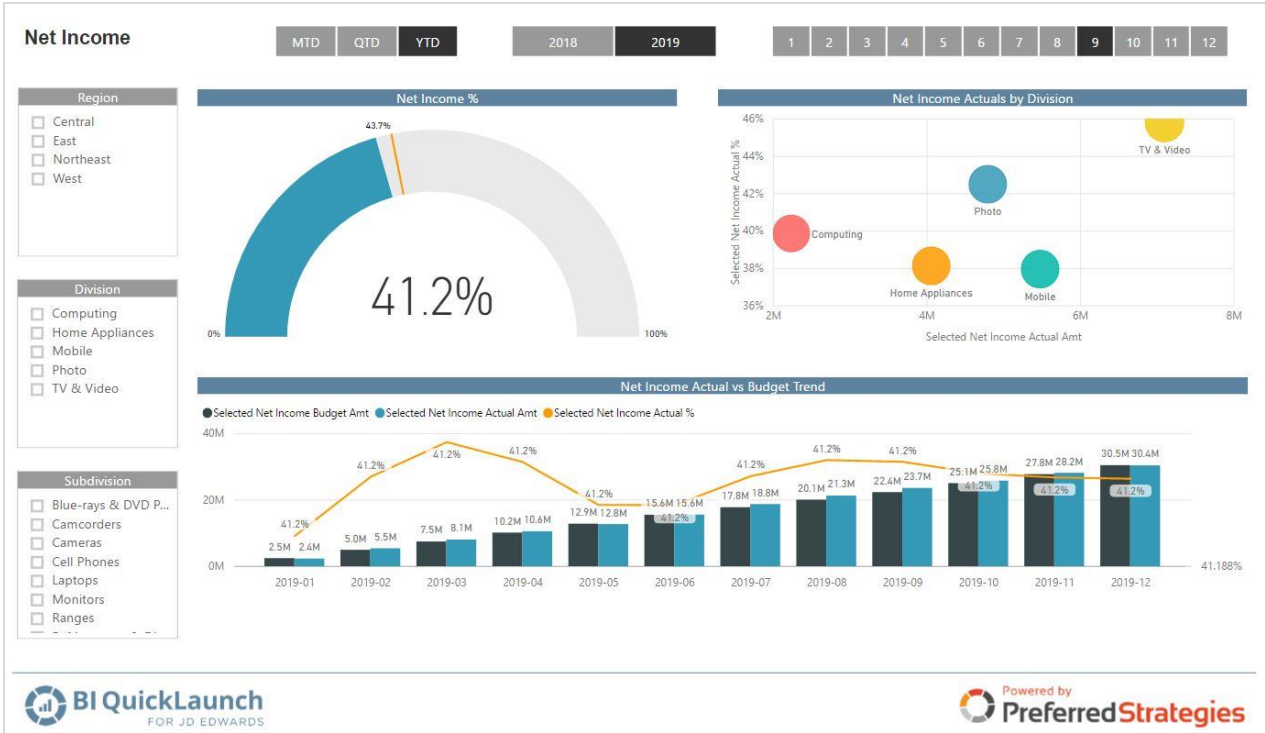 Net Income
MTD QTD YTD
2018 2019
1 2 3 4 5 6 7 8 9 10 11 12
Region
Central
East
Northeast
West
Division
Computing
Home Appliances
Mobile
Photo
TV & Video
Subdivision
Blue-rays & DVD P...
Camcorders
Cameras
Cell Phones
Laptops
Monitors
Ranges
Net Income %
43.7%
41.2%
0%
100%
Net Income Actuals by Division
Selected Net Income Actual %
46%
44%
42%
40%
38%
36%
TV & Video
Photo
Computing
Home Appliances
Mobile
2M 4M 6M 8M
Selected Net Income Actual Amt
Net Income Actual vs Budget Trend
Selected Net Income Budget Amt Selected Net Income Actual Amt Selected Net Income Actual %
40M
20M
0M
41.2% 41.2% 41.2% 41.2% 41.2% 41.2% 41.2% 41.2% 41.2% 41.2% 41.2% 41.2%
2.5M 2.4M 5.0M 5.5M 7.5M 8.1M 10.2M 10.6M 12.9M 12.8M 15.6M 15.6M 17.8M 18.8M 20.1M 21.3M 22.4M 23.7M 25.1M 25.8M 27.8M 28.2M 30.5M 30.4M
41.188%
2019-01 2019-02 2019-03 2019-04 2019-05 2019-06 2019-07 2019-08 2019-09 2019-10 2019-11 2019-12
BI QuickLaunch
FOR JD EDWARDS
Powered by
PreferredStrategies